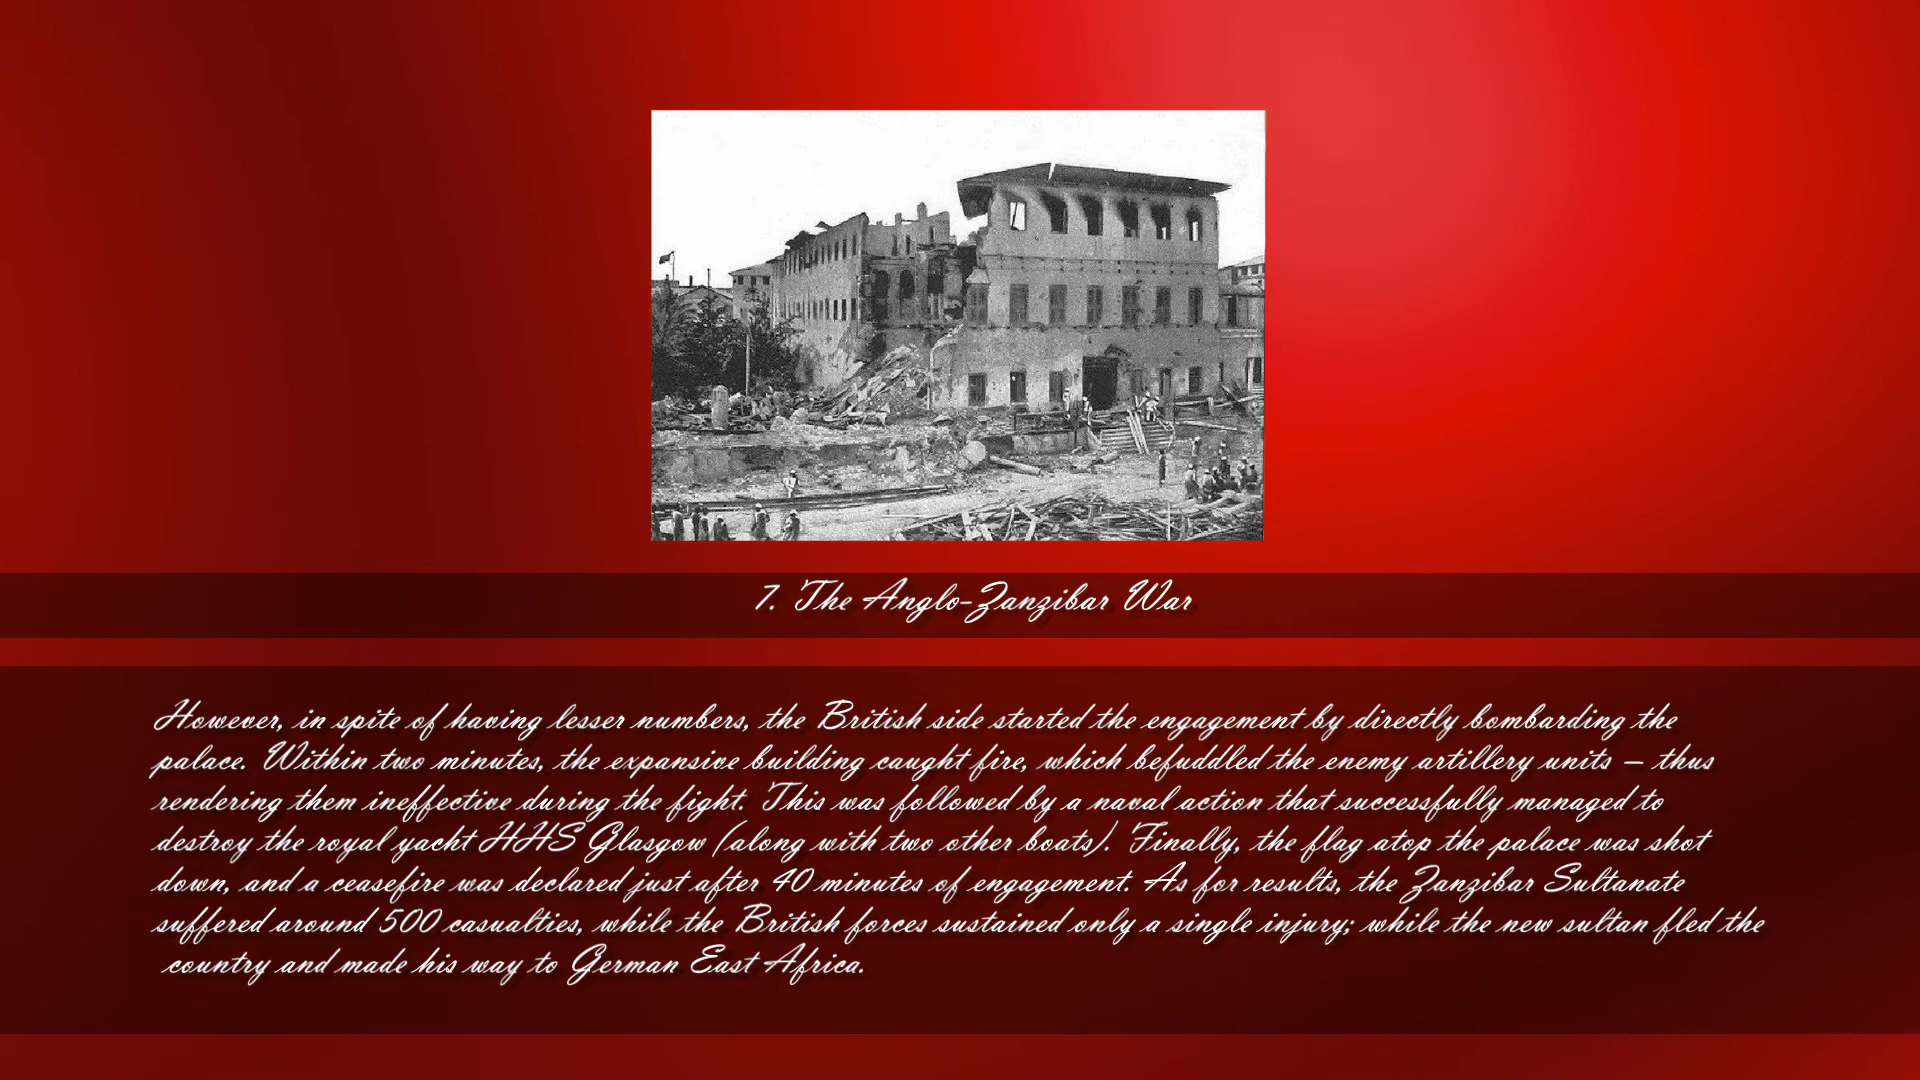 7. The Anglo-Zanzibar War
However, in spite of having lesser numbers, the British side started the engagement by directly bombarding the
palace. Within two minutes, the expansive building caught fire, which befuddled the enemy artillery units – thus
rendering them ineffective during the fight. This was followed by a naval action that successfully managed to
destroy the royal yacht HHS Glasgow (along with two other boats). Finally, the flag atop the palace was shot
down, and a ceasefire was declared just after 40 minutes of engagement. As for results, the Zanzibar Sultanate
suffered around 500 casualties, while the British forces sustained only a single injury; while the new sultan fled the
country and made his way to German East Africa.